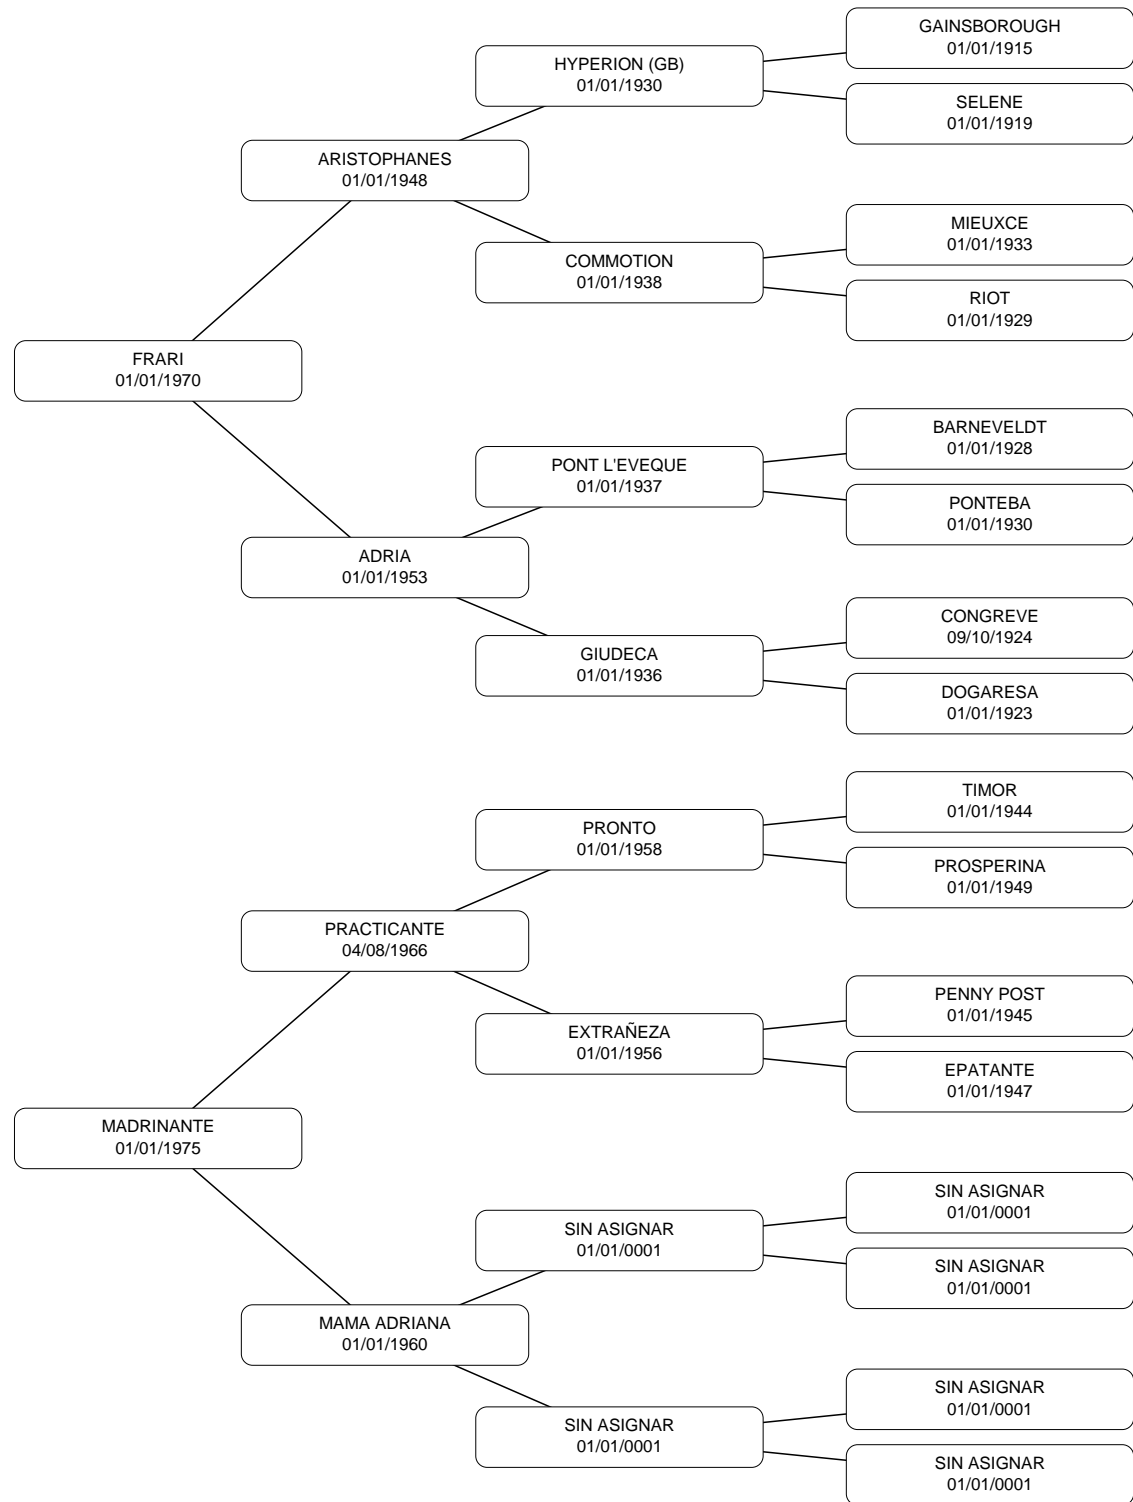 GAINSBOROUGH
01/01/1915
HYPERION (GB)
01/01/1930
SELENE
01/01/1919
ARISTOPHANES
01/01/1948
MIEUXCE
01/01/1933
COMMOTION
01/01/1938
RIOT
01/01/1929
FRARI
01/01/1970
BARNEVELDT
01/01/1928
PONT L'EVEQUE
01/01/1937
PONTEBA
01/01/1930
ADRIA
01/01/1953
CONGREVE
09/10/1924
GIUDECA
01/01/1936
DOGARESA
01/01/1923
TIMOR
01/01/1944
PRONTO
01/01/1958
PROSPERINA
01/01/1949
PRACTICANTE
04/08/1966
PENNY POST
01/01/1945
EXTRAÑEZA
01/01/1956
EPATANTE
01/01/1947
MADRINANTE
01/01/1975
SIN ASIGNAR
01/01/0001
SIN ASIGNAR
01/01/0001
SIN ASIGNAR
01/01/0001
MAMA ADRIANA
01/01/1960
SIN ASIGNAR
01/01/0001
SIN ASIGNAR
01/01/0001
SIN ASIGNAR
01/01/0001